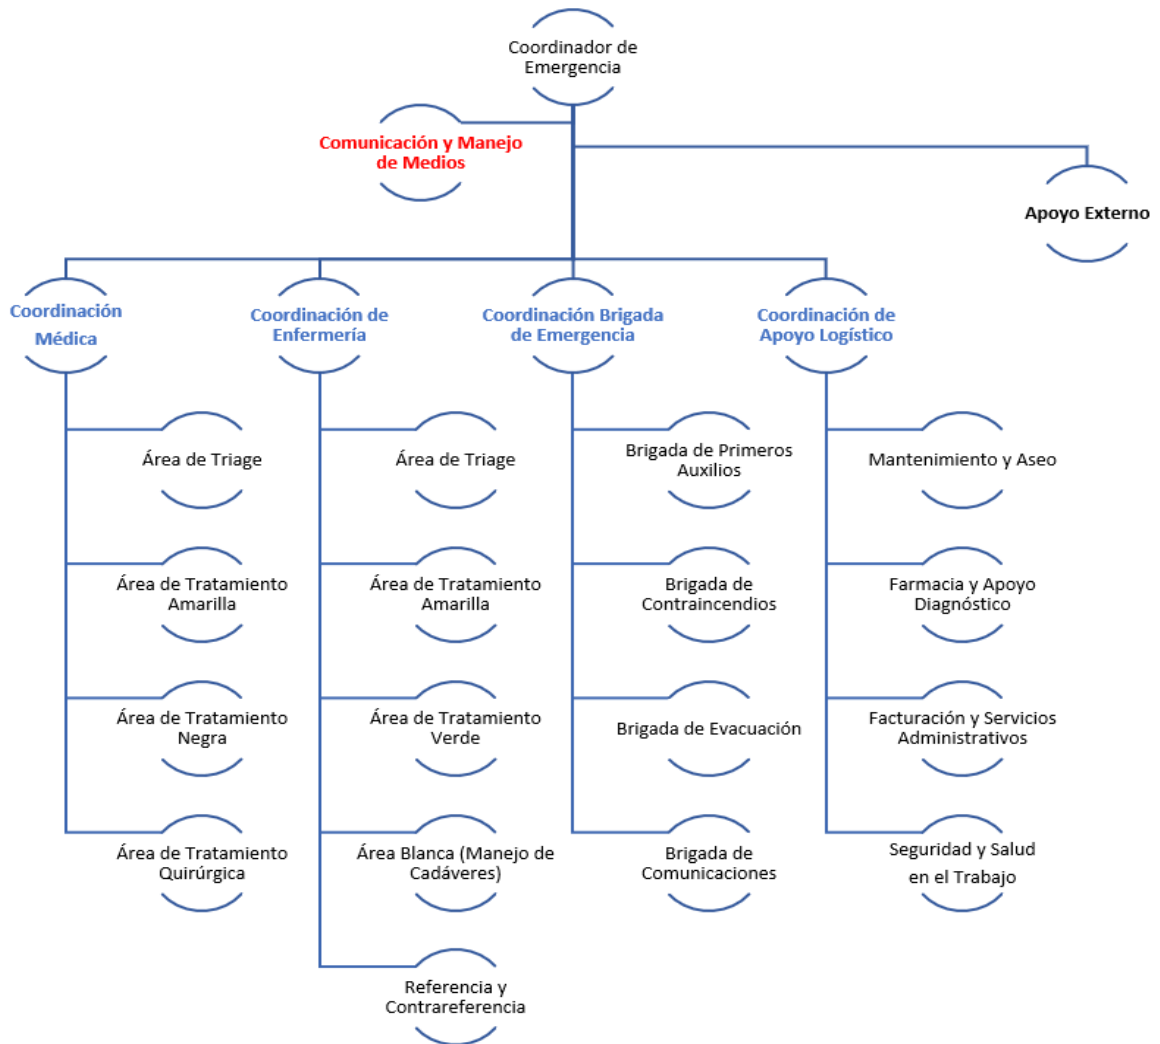 Coordinador de
Emergencia
Comunicación y Manejo
de Medios
Apoyo Externo
Coordinación
Médica
Coordinación de
Enfermería
Coordinación Brigada
de Emergencia
Coordinación de
Apoyo Logístico
Área de Triage
Área de Triage
Brigada de Primeros
Auxilios
Mantenimiento y Aseo
Área de Tratamiento
Amarilla
Área de Tratamiento
Amarilla
Brigada de
Contraincendios
Farmacia y Apoyo
Diagnóstico
Área de Tratamiento
Negra
Área de Tratamiento
Verde
Brigada de Evacuación
Facturación y Servicios
Administrativos
Área de Tratamiento
Quirúrgica
Área Blanca (Manejo de
Cadáveres)
Brigada de
Comunicaciones
Seguridad y Salud
en el Trabajo
Referencia y
Contrareferencia